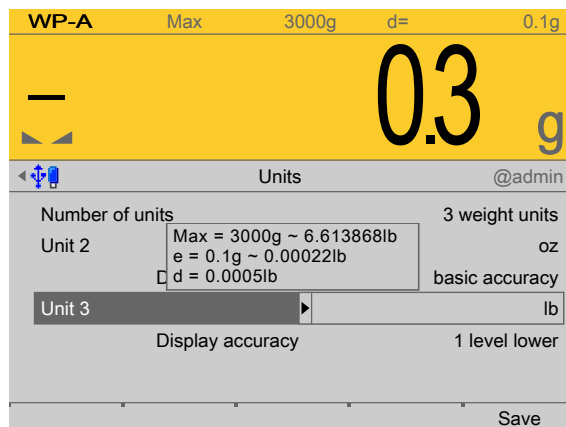 WP-A Max 3000g d= 0.1g
– 0.3 g
Units @admin
Number of units 3 weight units
Unit 2 oz
Max = 3000g ~ 6.613868lb
e = 0.1g ~ 0.00022lb
d = 0.0005lb
D basic accuracy
Unit 3 lb
Display accuracy 1 level lower
Save